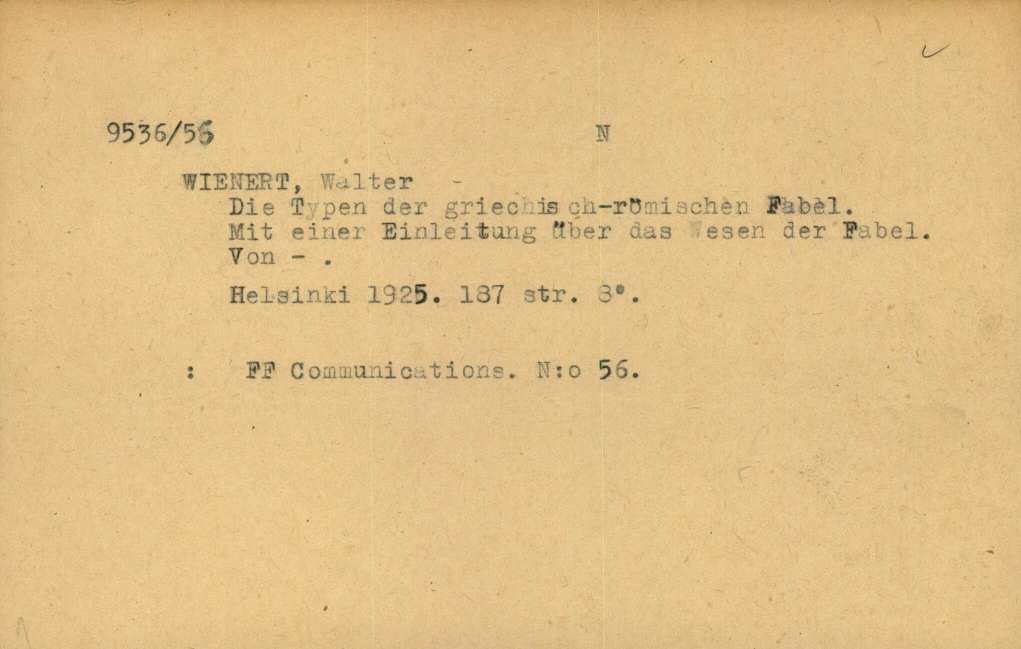 9536/56 N
WIENERT, Walter -
Die Typen der griechisch-römischen Fabel.
Mit einer Einleitung über das Wesen der Fabel.
Von - .
Helsinki 1925. 187 str. 8°.
: FF Communications. N:o 56.